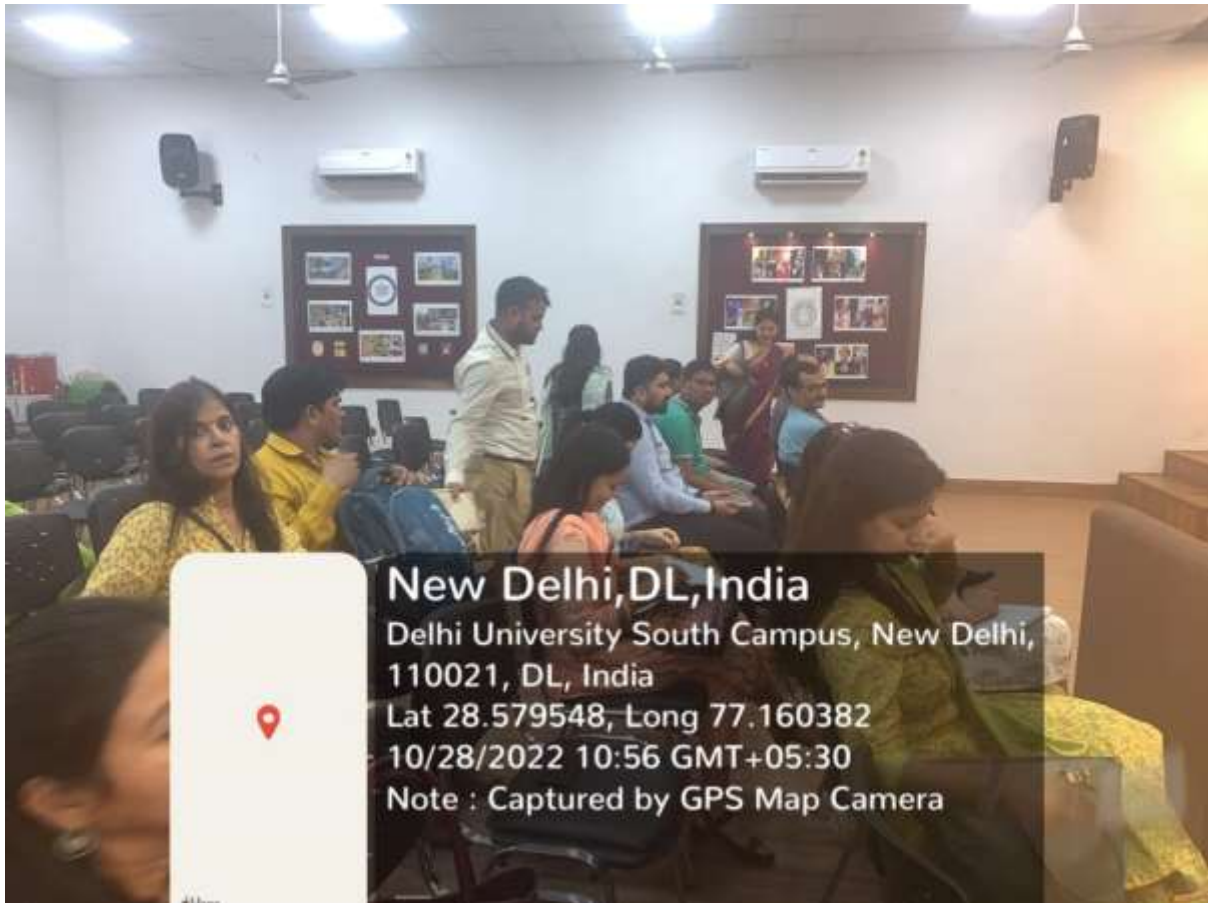 New Delhi,DL,India
Delhi University South Campus, New Delhi,
110021, DL, India
Lat 28.579548, Long 77.160382
10/28/2022 10:56 GMT+05:30
Note : Captured by GPS Map Camera